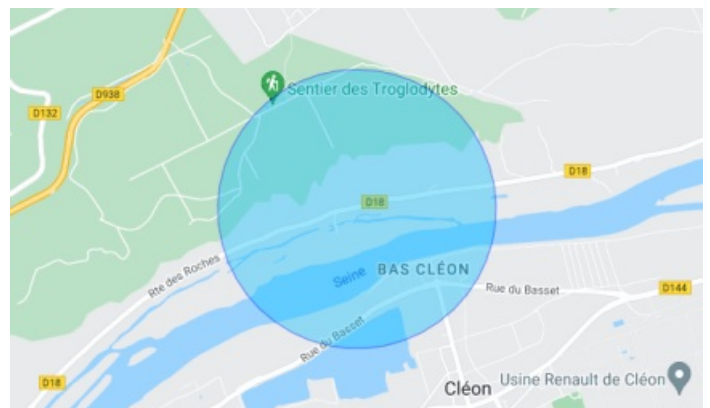 Sentier des Troglodytes
D938
D132
D18
D18
Rte des Roches
Seine
BAS CLÉON
Rue du Basset
D144
Rue du Basset
D18
Cléon
Usine Renault de Cléon